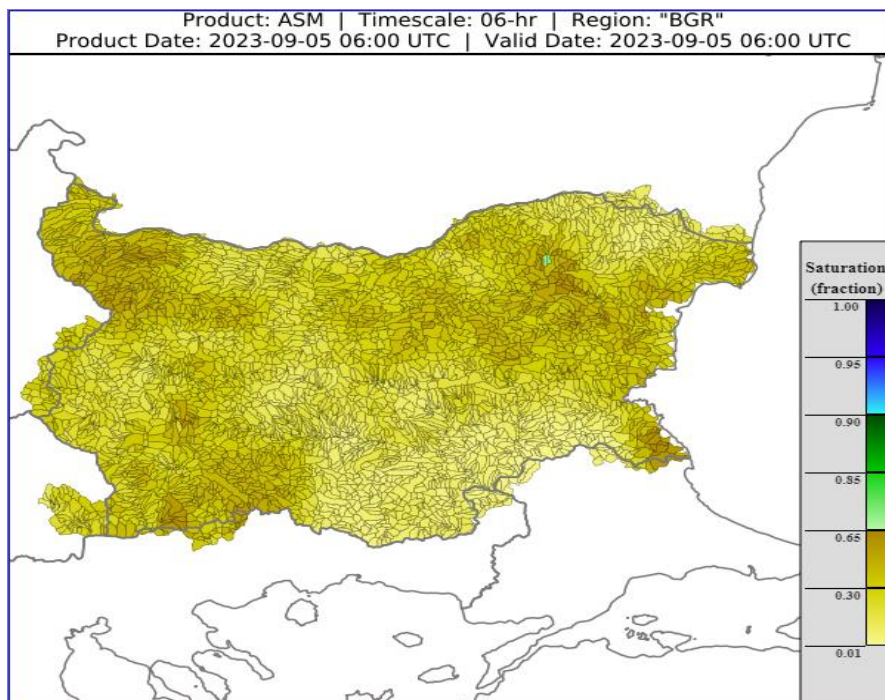 Product: ASM | Timescale: 06-hr | Region: "BGR"
Product Date: 2023-09-05 06:00 UTC | Valid Date: 2023-09-05 06:00 UTC
Saturation
(fraction)
1.00
0.95
0.90
0.85
0.65
0.30
0.01